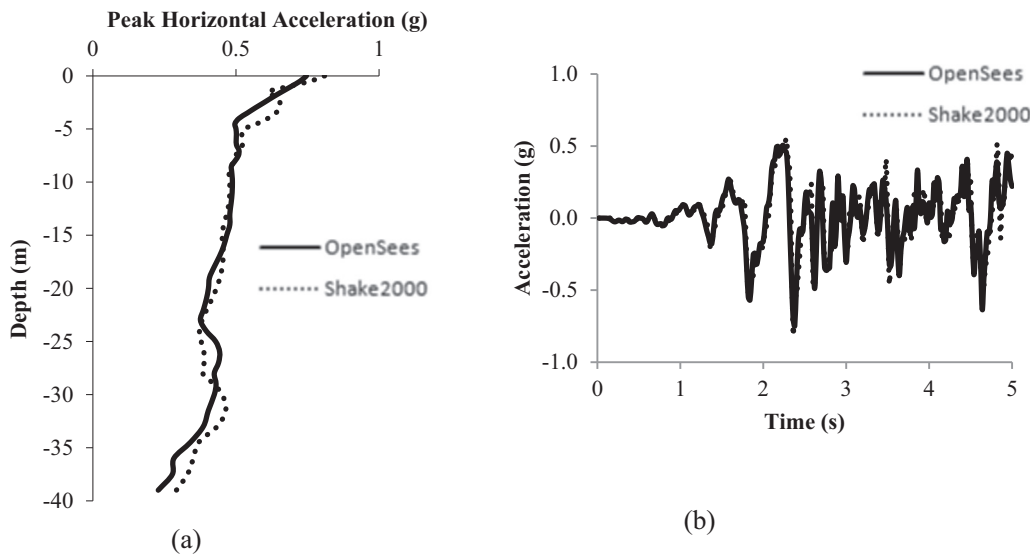 Peak Horizontal Acceleration (g)
0 0.5 1
0
-5
-10
-15
-20
-25
-30
-35
-40
Depth (m)
OpenSees
Shake2000
(a)
1.0
0.5
0.0
-0.5
-1.0
Acceleration (g)
OpenSees
Shake2000
0 1 2 3 4 5
Time (s)
(b)